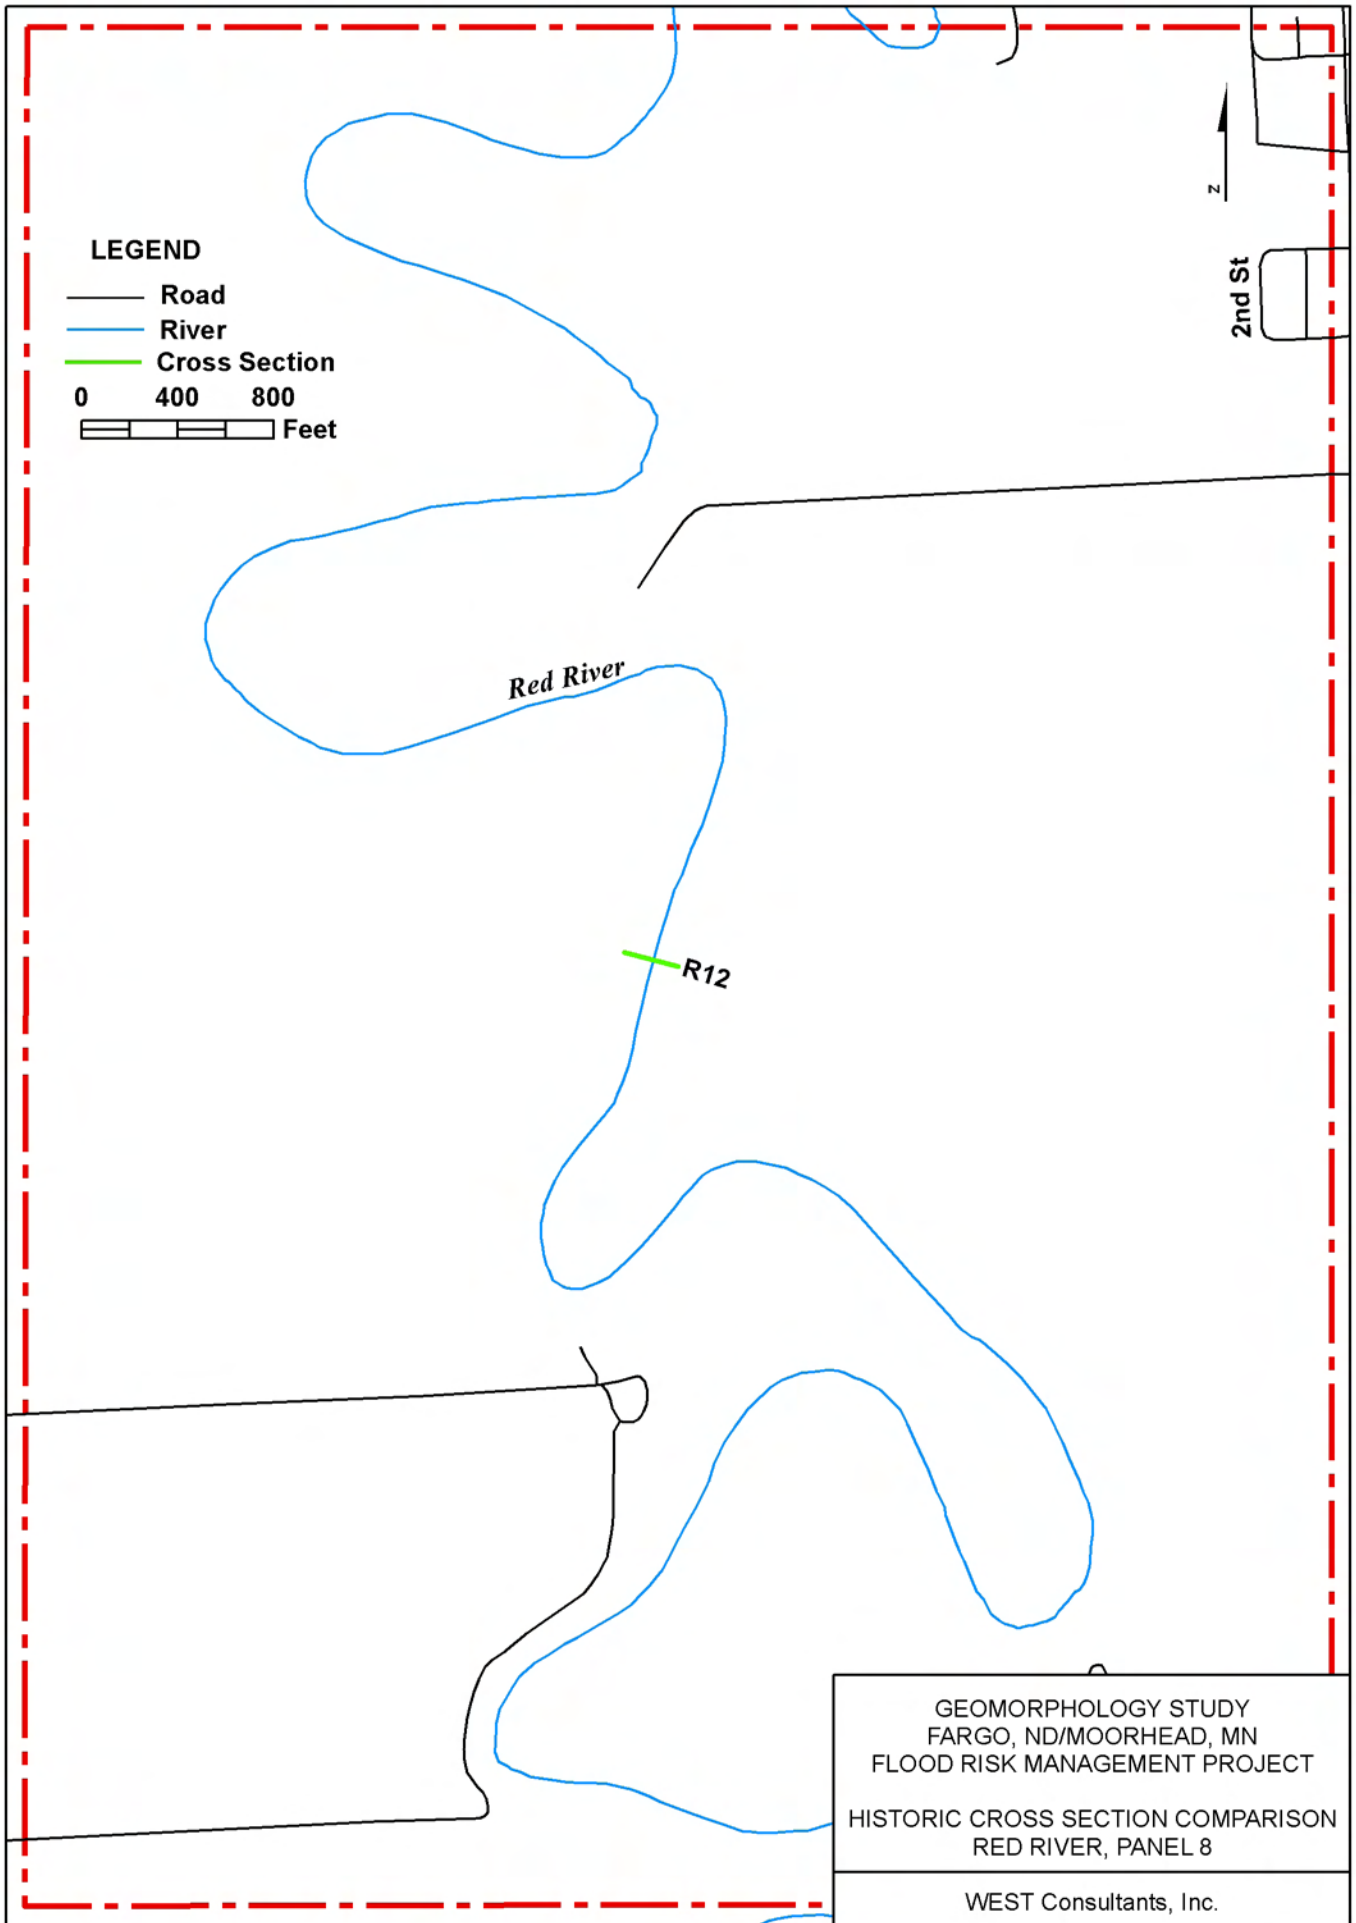 z
LEGEND
Road
River
Cross Section
0 400 800
Feet
2nd St
Red River
R12
GEOMORPHOLOGY STUDY
FARGO, ND/MOORHEAD, MN
FLOOD RISK MANAGEMENT PROJECT
HISTORIC CROSS SECTION COMPARISON
RED RIVER, PANEL 8
WEST Consultants, Inc.